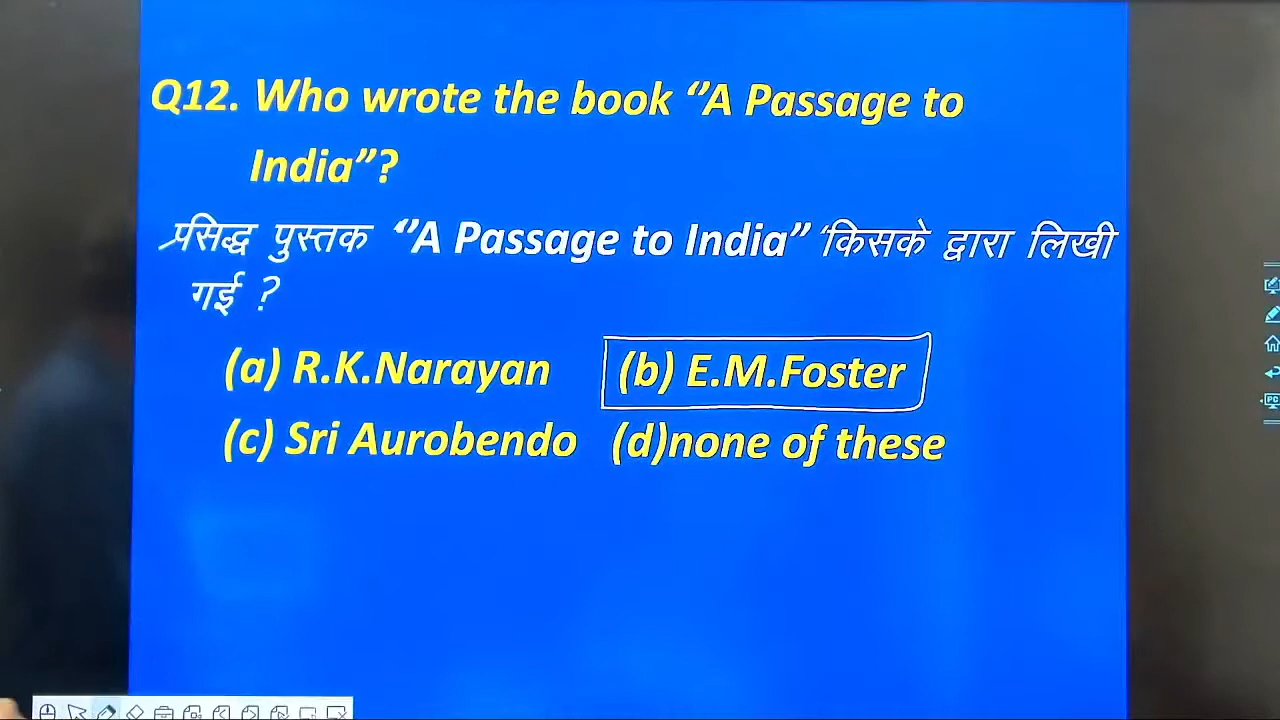 Q12. Who wrote the book “A Passage to
India”?
प्रसिद्ध पुस्तक “A Passage to India” ‘किसके द्वारा लिखी
गई ?
(a) R.K.Narayan (b) E.M.Foster
(c) Sri Aurobendo (d)none of these
PC